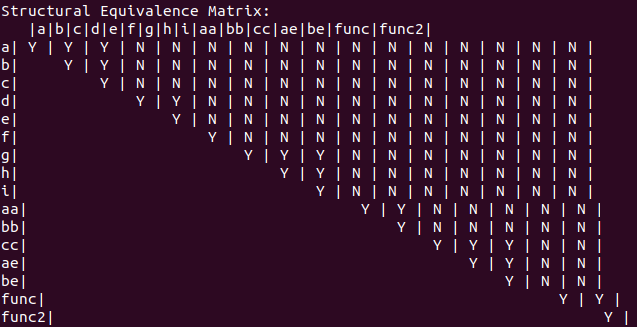 Structural Equivalence Matrix:
|a|b|c|d|e|f|g|h|i|aa|bb|cc|ae|be|func|func2|
a| Y | Y | Y | N | N | N | N | N | N | N | N | N | N | N | N | N |
b| Y | Y | N | N | N | N | N | N | N | N | N | N | N | N | N |
c| Y | N | N | N | N | N | N | N | N | N | N | N | N | N |
d| Y | Y | N | N | N | N | N | N | N | N | N | N | N |
e| Y | N | N | N | N | N | N | N | N | N | N | N |
f| Y | N | N | N | N | N | N | N | N | N | N |
g| Y | Y | Y | N | N | N | N | N | N | N |
h| Y | Y | N | N | N | N | N | N | N |
i| Y | N | N | N | N | N | N | N |
aa| Y | Y | N | N | N | N | N |
bb| Y | N | N | N | N | N |
cc| Y | Y | Y | N | N |
ae| Y | Y | N | N |
be| Y | N | N |
func| Y | Y |
func2| Y |